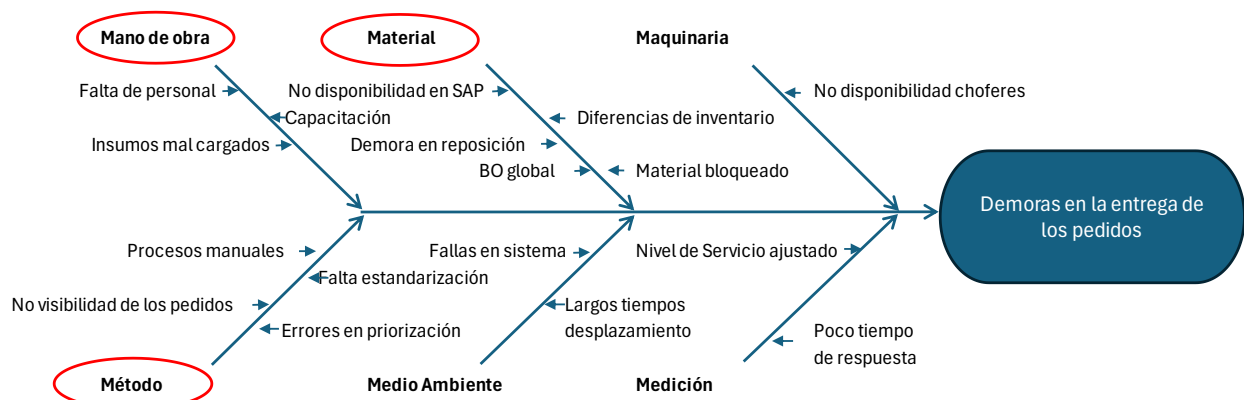 Mano de obra
Material
Maquinaria
Falta de personal
Capacitación
Insumos mal cargados
No disponibilidad en SAP
Diferencias de inventario
Demora en reposición
BO global
Material bloqueado
No disponibilidad choferes
Demoras en la entrega de
los pedidos
Procesos manuales
Falta estandarización
No visibilidad de los pedidos
Errores en priorización
Fallas en sistema
Largos tiempos
desplazamiento
Nivel de Servicio ajustado
Poco tiempo
de respuesta
Método
Medio Ambiente
Medición